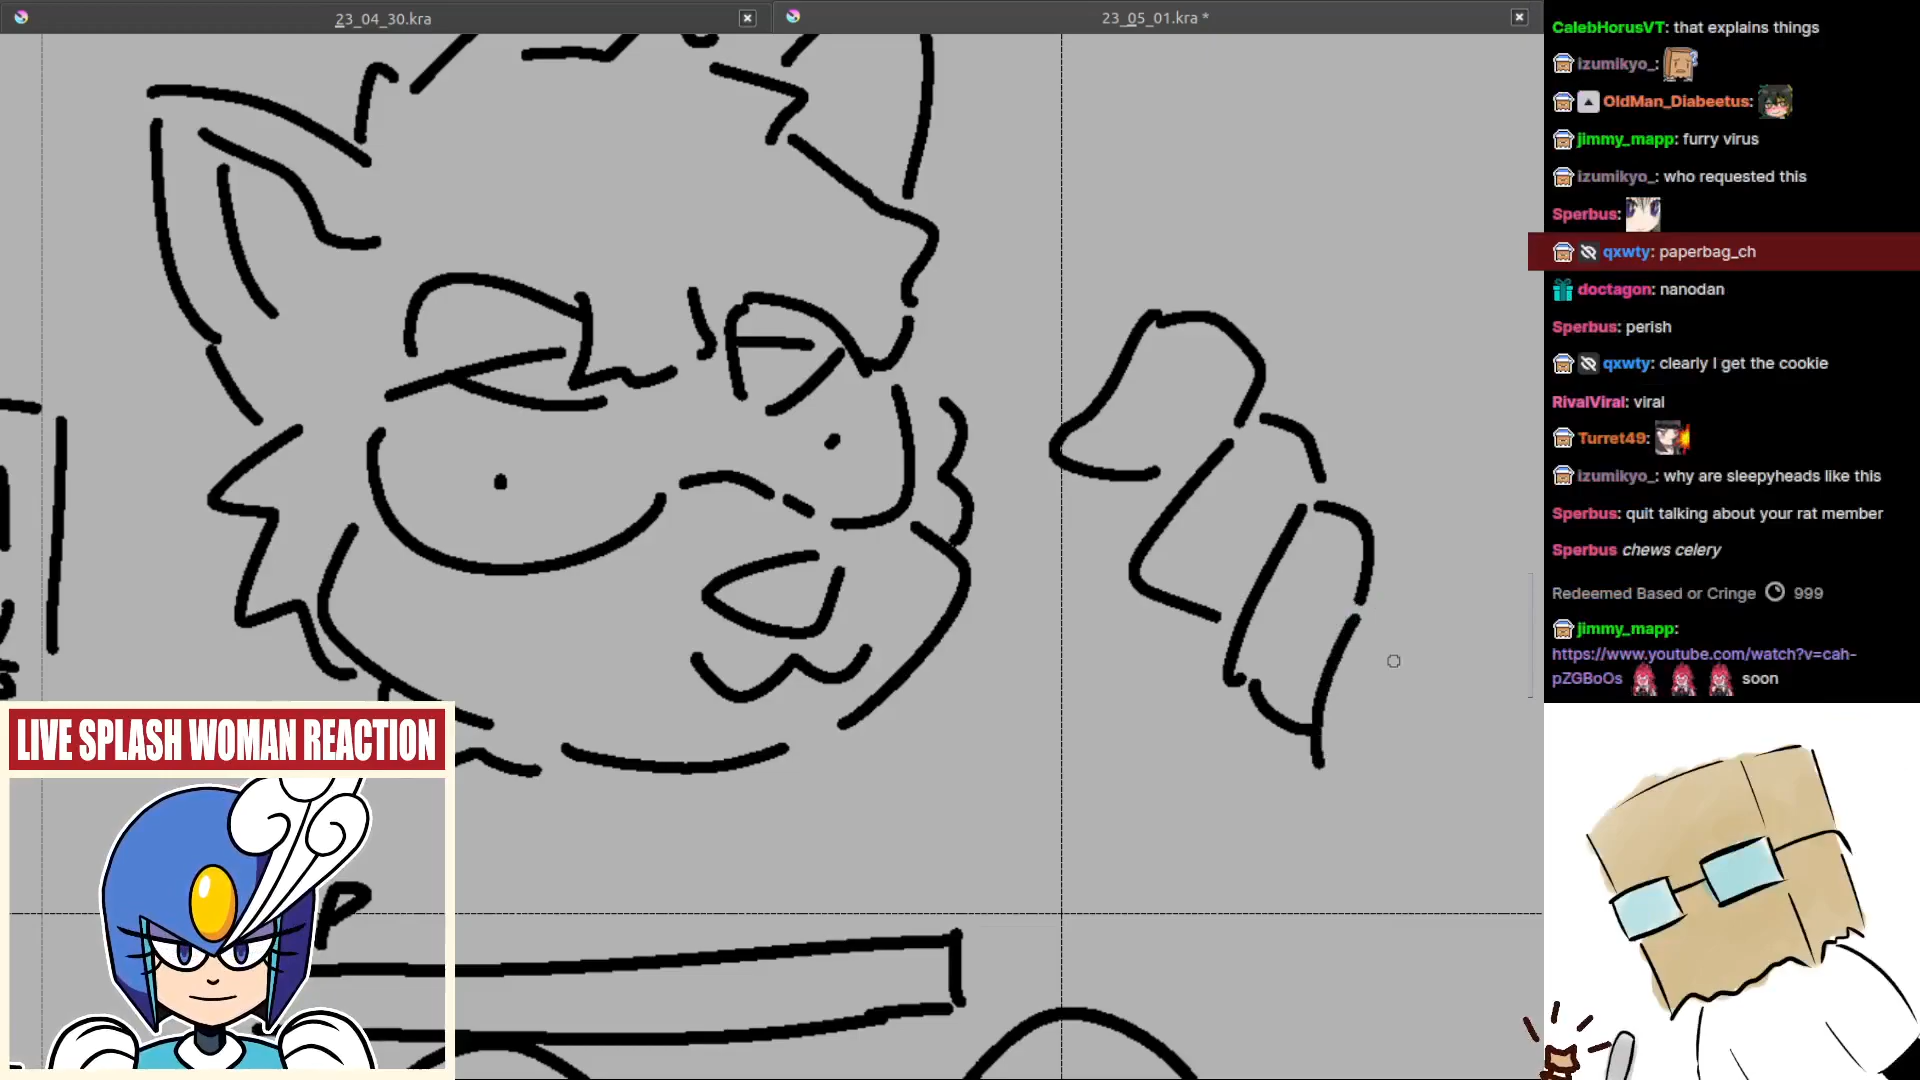 23_04_30.kra
23_05_01.kra *
CalebHorusVT: that explains things
izumikyo_:
OldMan_Diabeetus:
jimmy_mapp: furry virus
izumikyo_: who requested this
Sperbus:
qxwty: paperbag_ch
doctagon: nanodan
Sperbus: perish
qxwty: clearly I get the cookie
RivalViral: viral
Turret49:
izumikyo_: why are sleepyheads like this
Sperbus: quit talking about your rat member
Sperbus chews celery
Redeemed Based or Cringe 999
jimmy_mapp:
https://www.youtube.com/watch?v=cah-
pZGBoOs soon
LIVE SPLASH WOMAN REACTION
P